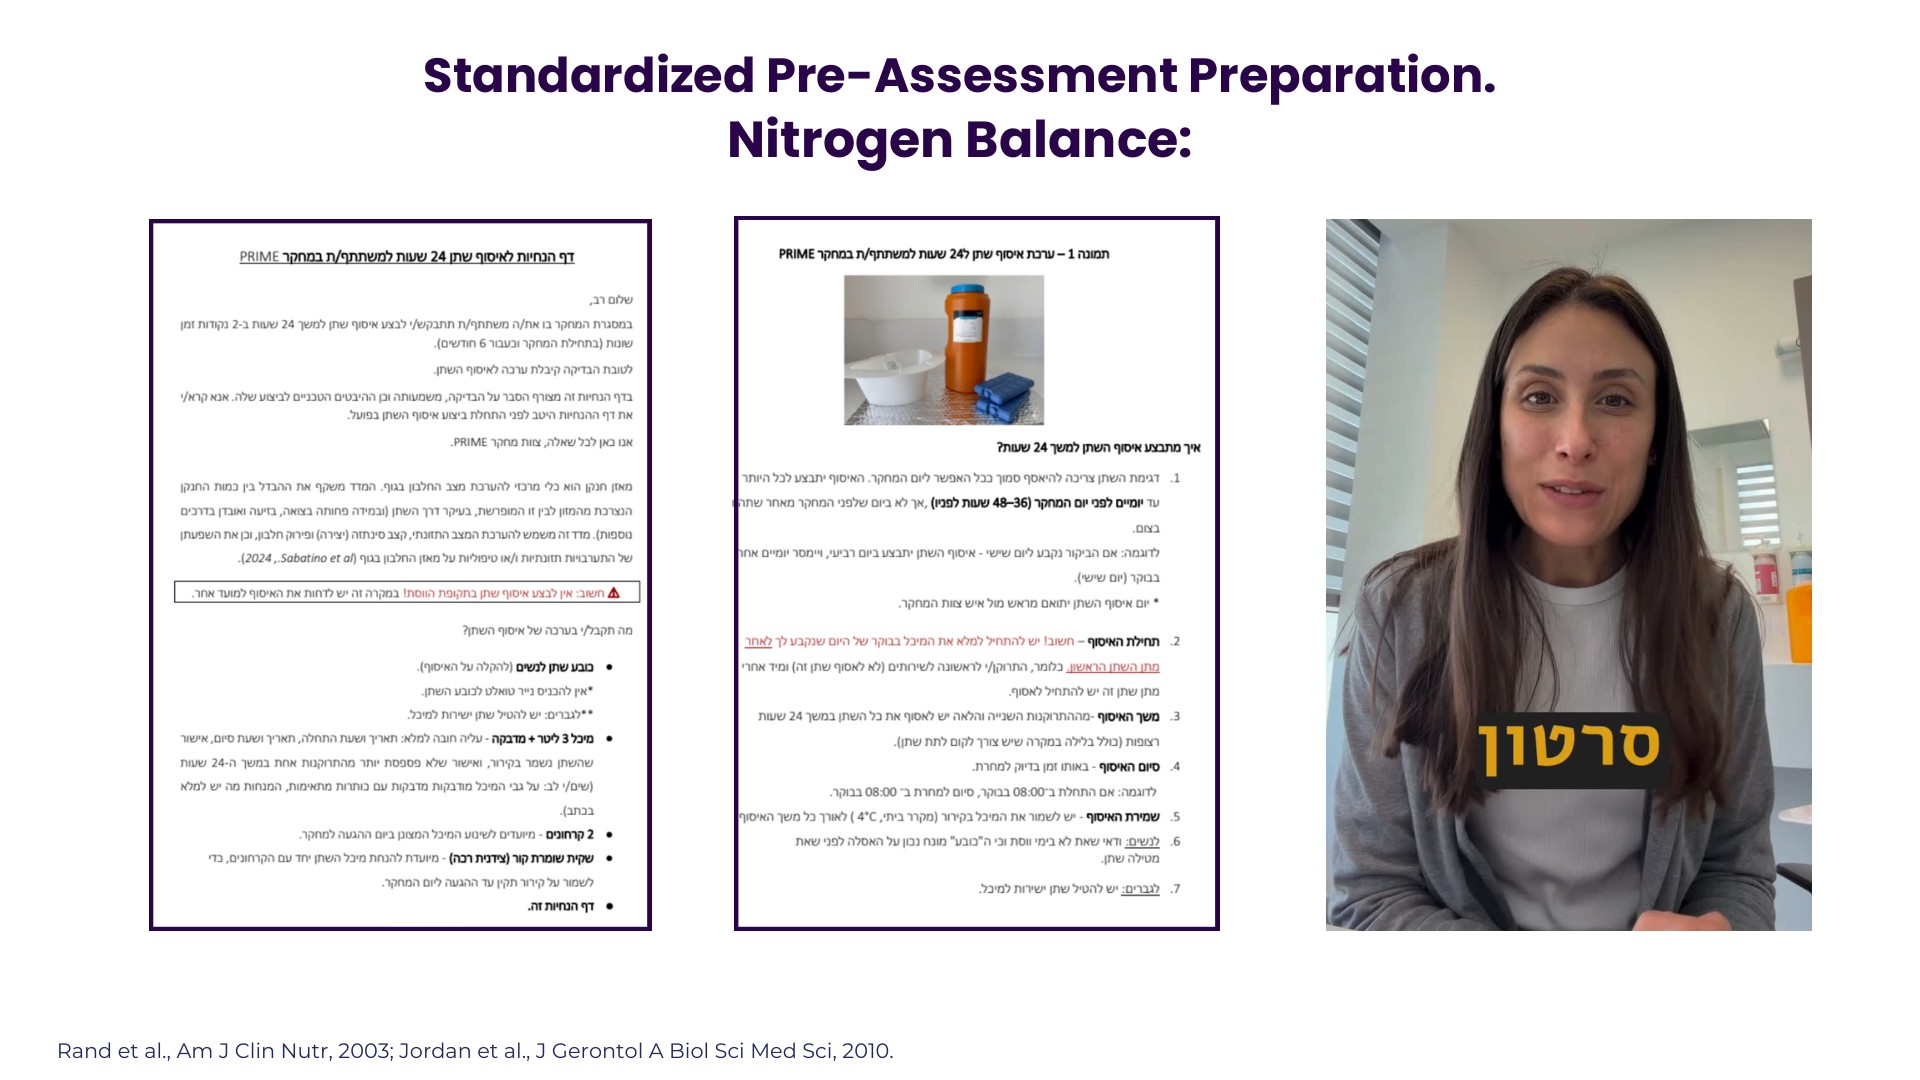 Standardized Pre-Assessment Preparation.
Nitrogen Balance:
דף הנחיות לאיסוף שתן 24 שעות למשתתף/ת במחקר PRIME
שלום רב,
במסגרת המחקר בו את/ה משתתף/ת תתבקש/י לבצע איסוף שתן למשך 24 שעות ב-2 נקודות זמן
שונות (בתחילת המחקר וכעבור 6 חודשים).
לטובת הבדיקה קיבלת ערכה לאיסוף השתן.
בדף הנחיות זה מצורף הסבר על הבדיקה, משמעותה וכן ההיבטים הטכניים לביצוע שלה. אנא קרא/י
את דף ההנחיות היטב לפני התחלת ביצוע איסוף השתן בפועל.
אנו כאן לכל שאלה, צוות מחקר PRIME.
מאזן חנקן הוא כלי מרכזי להערכת מצב החלבון בגוף. המדד משקף את ההבדל בין כמות החנקן
הנצרכת מהמזון לבין זו המופרשת, בעיקר דרך השתן (ובמידה פחותה בצואה, בזיעה ואובדן בדרכים
נוספות). מדד זה משמש להערכת המצב התזונתי, קצב סינתזה (יצירה) ופירוק חלבון, וכן את השפעתן
של התערבויות תזונתיות ו/או טיפוליות על מאזן החלבון בגוף (Sabatino et al., 2024).
חשוב: אין לבצע איסוף שתן בתקופת הווסת! במקרה זה יש לדחות את האיסוף למועד אחר.
מה תקבל/י בערכה של איסוף השתן?
● כובע שתן לנשים (להקלה על האיסוף).
*אין להכניס נייר טואלט לכובע השתן.
**לגברים: יש להטיל שתן ישירות למיכל.
● מיכל 3 ליטר + מדבקה - עליה חובה למלא: תאריך ושעת התחלה, תאריך ושעת סיום, אישור
שהשתן נשמר בקירור, ואישור שלא פספסת יותר מהתרוקנות אחת במשך ה-24 שעות
(שים/י לב: על גבי המיכל מודבקות מדבקות עם כותרות מתאימות, המנחות מה יש למלא
בכתב).
● 2 קרחונים - מיועדים לשינוע המיכל המצונן ביום ההגעה למחקר.
● שקית שומרת קור (צידנית רכה) - מיועדת להנחת מיכל השתן יחד עם הקרחונים, כדי
לשמור על קירור תקין עד ההגעה ליום המחקר.
● דף הנחיות זה.
תמונה 1 – ערכת איסוף שתן ל24 שעות למשתתף/ת במחקר PRIME
איך מתבצע איסוף השתן למשך 24 שעות?
1. דגימת השתן צריכה להיאסף סמוך ככל האפשר ליום המחקר. האיסוף יתבצע לכל היותר
עד יומיים לפני יום המחקר (36–48 שעות לפניו), אך לא ביום שלפני המחקר מאחר שתהיו
בצום.
לדוגמה: אם הביקור נקבע ליום שישי - איסוף השתן יתבצע ביום רביעי, ויימסר יומיים אחר
בבוקר (יום שישי).
* יום איסוף השתן יתואם מראש מול איש צוות המחקר.
2. תחילת האיסוף – חשוב! יש להתחיל למלא את המיכל בבוקר של היום שנקבע לך לאחר
מתן השתן הראשון. כלומר, התרוקן/י לראשונה לשירותים (לא לאסוף שתן זה) ומיד אחרי
מתן שתן זה יש להתחיל לאסוף.
3. משך האיסוף -מההתרוקנות השנייה והלאה יש לאסוף את כל השתן במשך 24 שעות
רצופות (כולל בלילה במקרה שיש צורך לקום לתת שתן).
4. סיום האיסוף - באותו זמן בדיוק למחרת.
לדוגמה: אם התחלת ב־08:00 בבוקר, סיום למחרת ב־ 08:00 בבוקר.
5. שמירת האיסוף - יש לשמור את המיכל בקירור (מקרר ביתי, 4°C ) לאורך כל משך האיסוף
6. לנשים: ודאי שאת לא בימי ווסת וכי ה"כובע" מונח נכון על האסלה לפני שאת
מטילה שתן.
7. לגברים: יש להטיל שתן ישירות למיכל.
סרטון
Rand et al., Am J Clin Nutr, 2003; Jordan et al., J Gerontol A Biol Sci Med Sci, 2010.